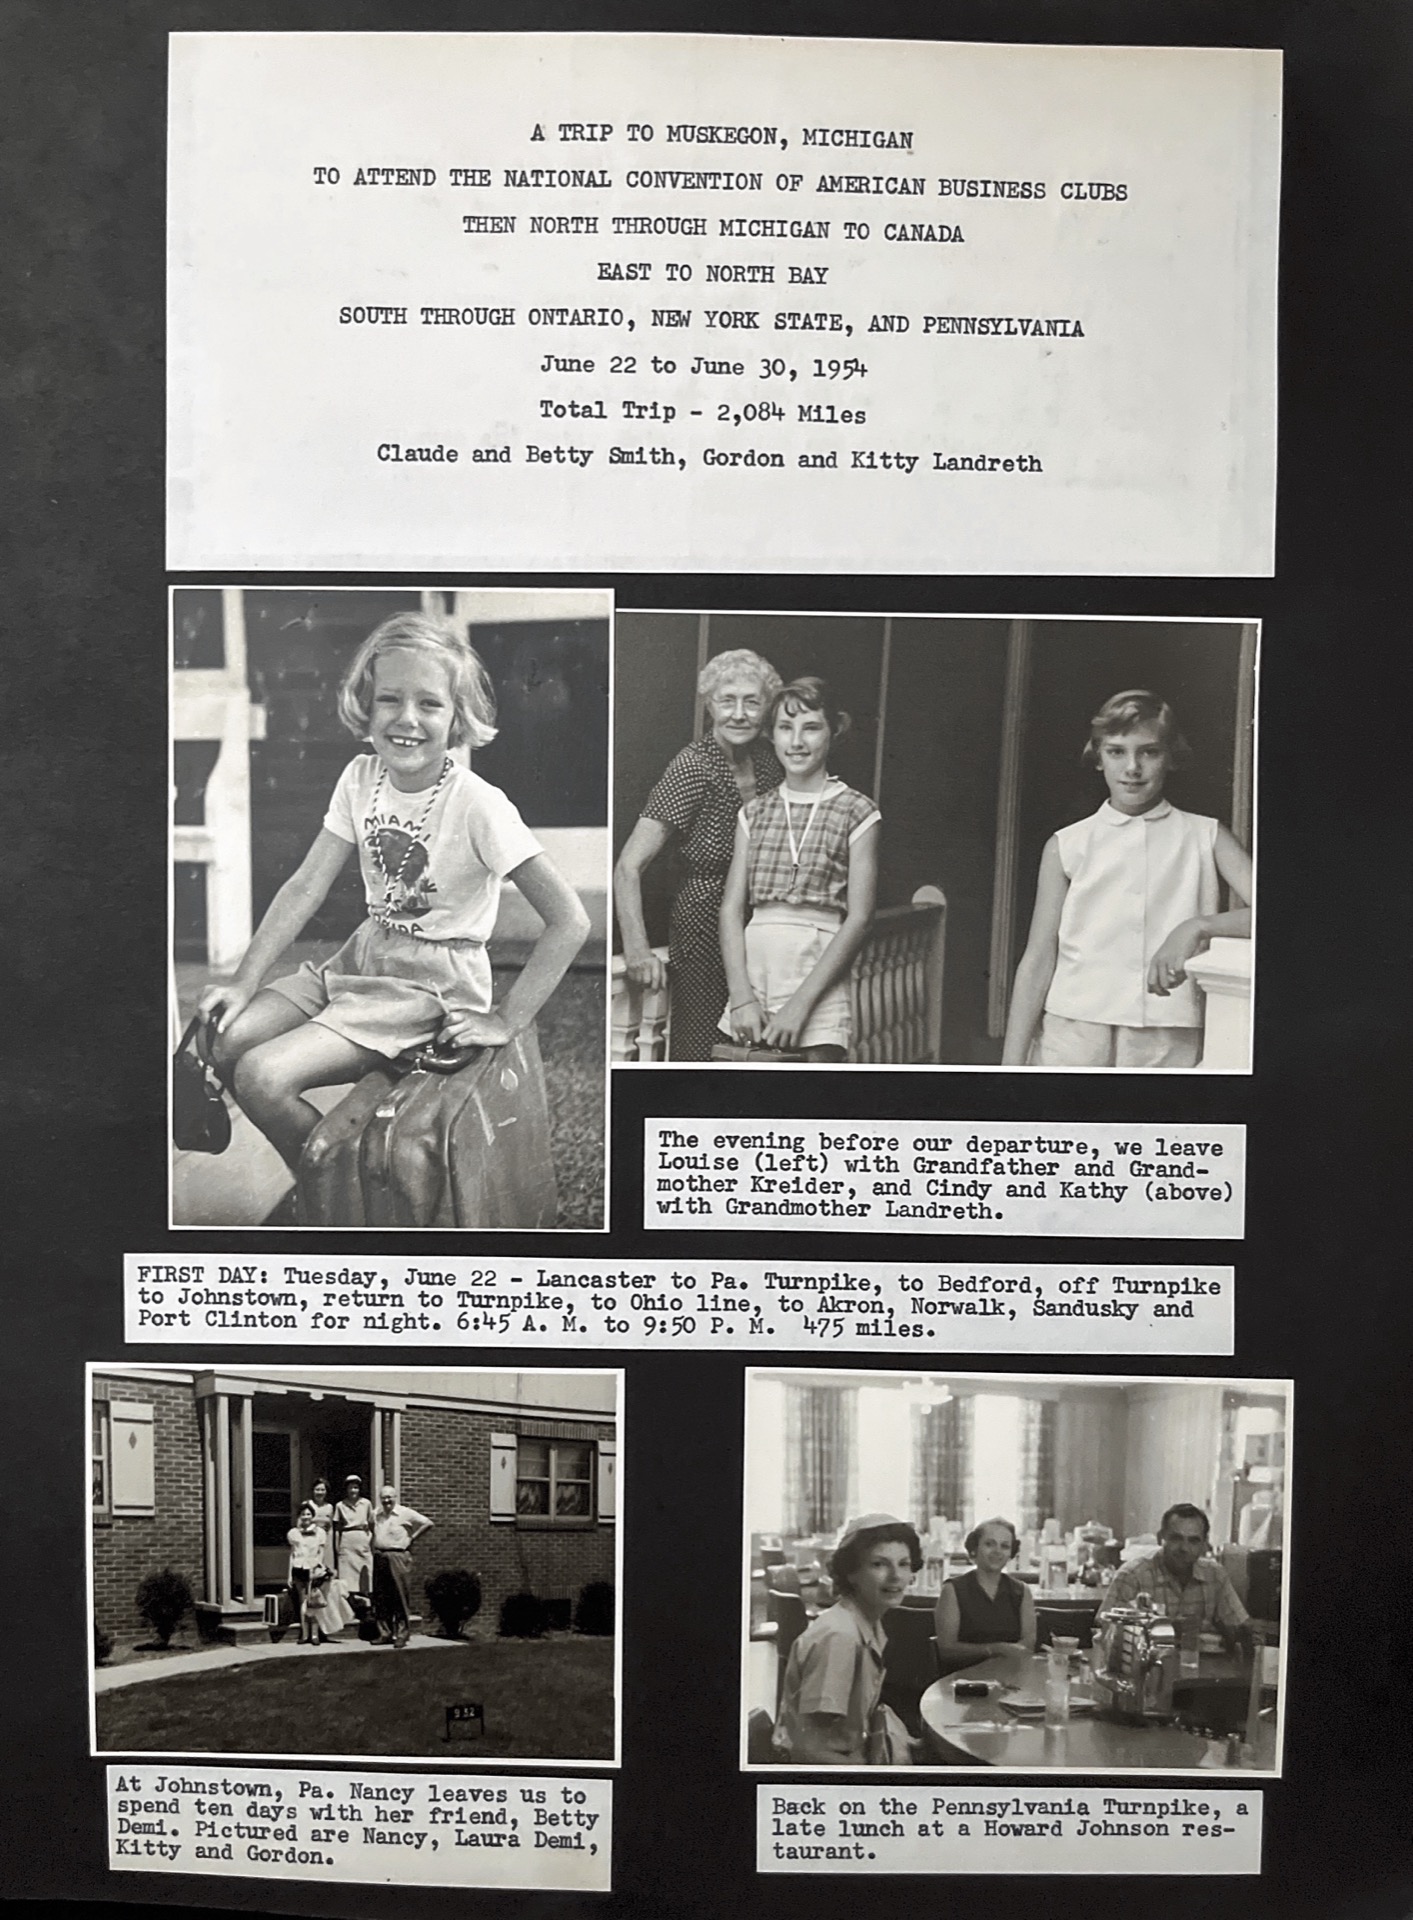 A TRIP TO MUSKEGON, MICHIGAN
TO ATTEND THE NATIONAL CONVENTION OF AMERICAN BUSINESS CLUBS
THEN NORTH THROUGH MICHIGAN TO CANADA
EAST TO NORTH BAY
SOUTH THROUGH ONTARIO, NEW YORK STATE, AND PENNSYLVANIA
June 22 to June 30, 1954
Total Trip - 2,084 Miles
Claude and Betty Smith, Gordon and Kitty Landreth
MIAMI
The evening before our departure, we leave
Louise (left) with Grandfather and Grand-
mother Kreider, and Cindy and Kathy (above)
with Grandmother Landreth.
FIRST DAY: Tuesday, June 22 - Lancaster to Pa. Turnpike, to Bedford, off Turnpike
to Johnstown, return to Turnpike, to Ohio line, to Akron, Norwalk, Sandusky and
Port Clinton for night. 6:45 A. M. to 9:50 P. M. 475 miles.
At Johnstown, Pa. Nancy leaves us to
spend ten days with her friend, Betty
Demi. Pictured are Nancy, Laura Demi,
Kitty and Gordon.
Back on the Pennsylvania Turnpike, a
late lunch at a Howard Johnson res-
taurant.